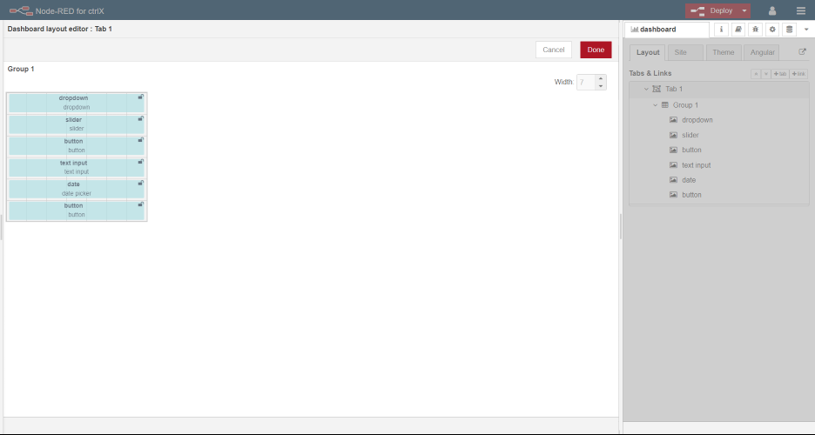 Node-RED for ctrlX
Deploy
Dashboard layout editor : Tab 1
Cancel
Done
Group 1
Width:
7
dropdown
dropdown
slider
slider
button
button
text input
text input
date
date picker
button
button
dashboard
i
Layout
Site
Theme
Angular
Tabs & Links
+tab
+link
Tab 1
Group 1
dropdown
slider
button
text input
date
button